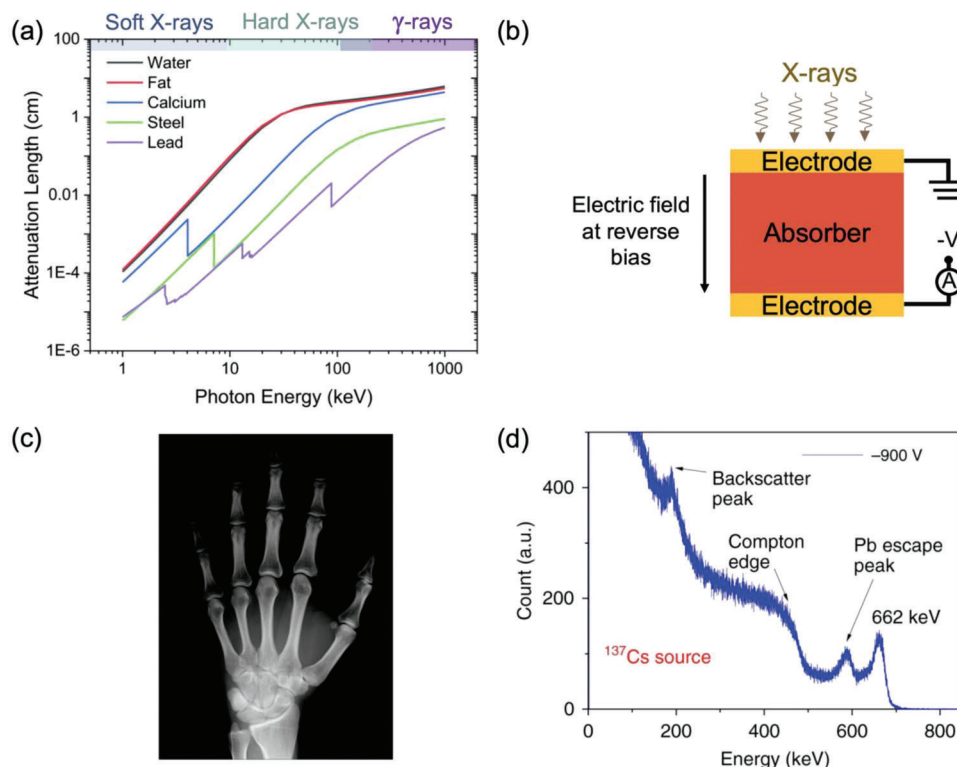 (a)
Soft X-rays Hard X-rays γ-rays
100
1
0.01
1E-4
1E-6
Attenuation Length (cm)
Water
Fat
Calcium
Steel
Lead
1 10 100 1000
Photon Energy (keV)
(b)
X-rays
Electrode
Electric field
at reverse
bias
Absorber
-V
A
Electrode
(c)
(d)
–900 V
400
200
0
Count (a.u.)
Backscatter
peak
Compton
edge
Pb escape
peak
662 keV
¹³⁷Cs source
0 200 400 600 800
Energy (keV)